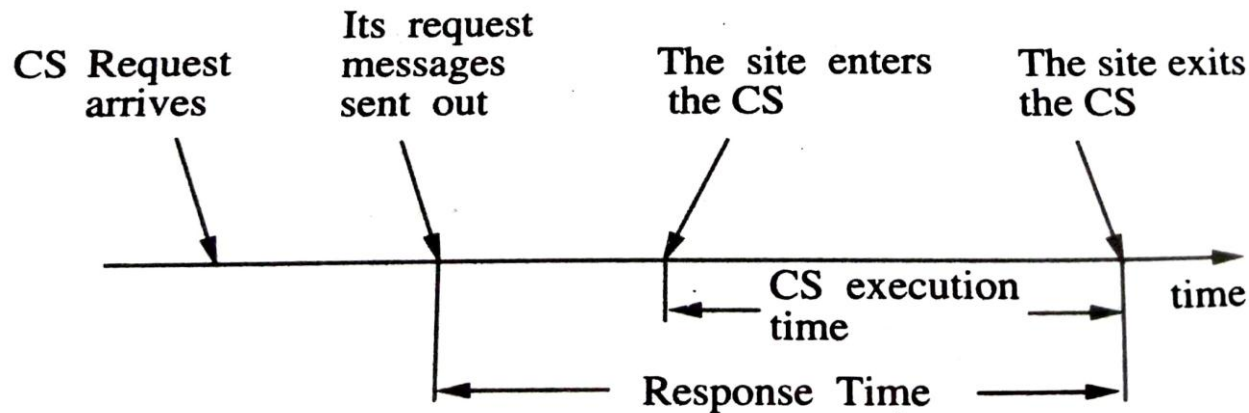 CS Request
arrives
Its request
messages
sent out
The site enters
the CS
The site exits
the CS
CS execution
time
time
Response Time